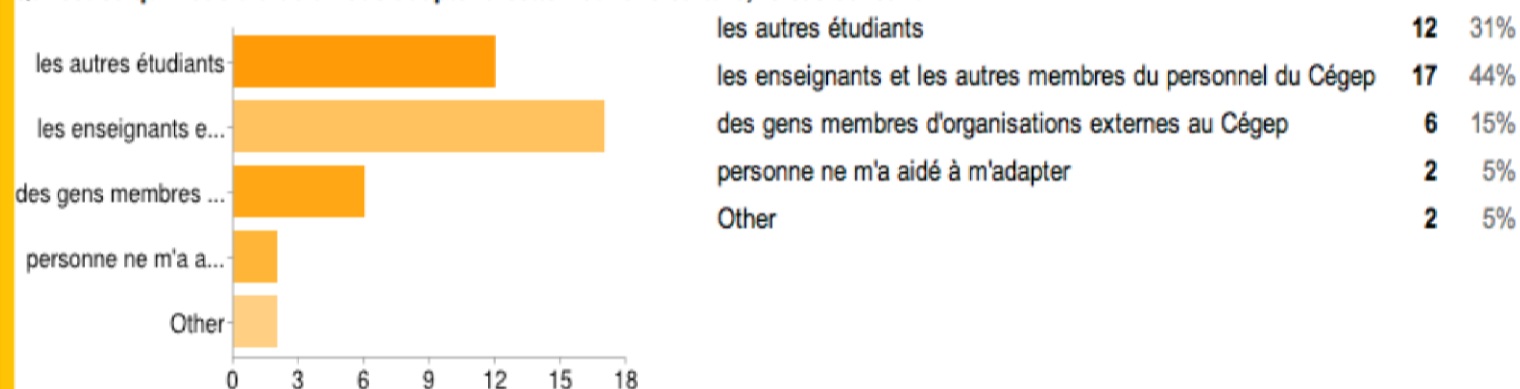 les autres étudiants
les enseignants e...
des gens membres ...
personne ne m'a a...
Other
0 3 6 9 12 15 18
les autres étudiants 12 31%
les enseignants et les autres membres du personnel du Cégep 17 44%
des gens membres d'organisations externes au Cégep 6 15%
personne ne m'a aidé à m'adapter 2 5%
Other 2 5%